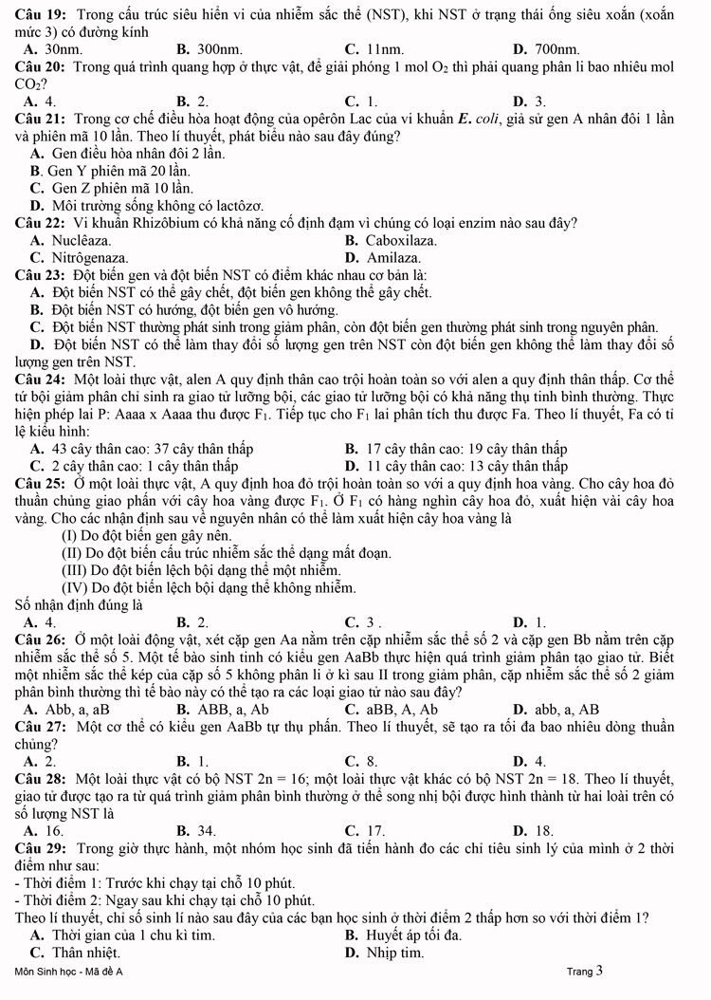 Câu 19: Trong cấu trúc siêu hiển vi của nhiễm sắc thể (NST), khi NST ở trạng thái ống siêu xoắn (xoắn
mức 3) có đường kính
A. 30nm. B. 300nm. C. 11nm. D. 700nm.
Câu 20: Trong quá trình quang hợp ở thực vật, để giải phóng 1 mol O₂ thì phải quang phân li bao nhiêu mol
CO₂?
A. 4. B. 2. C. 1. D. 3.
Câu 21: Trong cơ chế điều hòa hoạt động của opêrôn Lac của vi khuẩn E. coli, giả sử gen A nhân đôi 1 lần
và phiên mã 10 lần. Theo lí thuyết, phát biểu nào sau đây đúng?
A. Gen điều hòa nhân đôi 2 lần.
B. Gen Y phiên mã 20 lần.
C. Gen Z phiên mã 10 lần.
D. Môi trường sống không có lactôzơ.
Câu 22: Vi khuẩn Rhizôbium có khả năng cố định đạm vì chúng có loại enzim nào sau đây?
A. Nuclêaza. B. Caboxilaza.
C. Nitrôgenaza. D. Amilaza.
Câu 23: Đột biến gen và đột biến NST có điểm khác nhau cơ bản là:
A. Đột biến NST có thể gây chết, đột biến gen không thể gây chết.
B. Đột biến NST có hướng, đột biến gen vô hướng.
C. Đột biến NST thường phát sinh trong giảm phân, còn đột biến gen thường phát sinh trong nguyên phân.
D. Đột biến NST có thể làm thay đổi số lượng gen trên NST còn đột biến gen không thể làm thay đổi số
lượng gen trên NST.
Câu 24: Một loài thực vật, alen A quy định thân cao trội hoàn toàn so với alen a quy định thân thấp. Cơ thể
tứ bội giảm phân chỉ sinh ra giao tử lưỡng bội, các giao tử lưỡng bội có khả năng thụ tinh bình thường. Thực
hiện phép lai P: Aaaa x Aaaa thu được F₁. Tiếp tục cho F₁ lai phân tích thu được Fa. Theo lí thuyết, Fa có tỉ
lệ kiểu hình:
A. 43 cây thân cao: 37 cây thân thấp B. 17 cây thân cao: 19 cây thân thấp
C. 2 cây thân cao: 1 cây thân thấp D. 11 cây thân cao: 13 cây thân thấp
Câu 25: Ở một loài thực vật, A quy định hoa đỏ trội hoàn toàn so với a quy định hoa vàng. Cho cây hoa đỏ
thuần chủng giao phấn với cây hoa vàng được F₁. Ở F₁ có hàng nghìn cây hoa đỏ, xuất hiện vài cây hoa
vàng. Cho các nhận định sau về nguyên nhân có thể làm xuất hiện cây hoa vàng là
(I) Do đột biến gen gây nên.
(II) Do đột biến cấu trúc nhiễm sắc thể dạng mất đoạn.
(III) Do đột biến lệch bội dạng thể một nhiễm.
(IV) Do đột biến lệch bội dạng thể không nhiễm.
Số nhận định đúng là
A. 4. B. 2. C. 3 . D. 1.
Câu 26: Ở một loài động vật, xét cặp gen Aa nằm trên cặp nhiễm sắc thể số 2 và cặp gen Bb nằm trên cặp
nhiễm sắc thể số 5. Một tế bào sinh tinh có kiểu gen AaBb thực hiện quá trình giảm phân tạo giao tử. Biết
một nhiễm sắc thể kép của cặp số 5 không phân li ở kì sau II trong giảm phân, cặp nhiễm sắc thể số 2 giảm
phân bình thường thì tế bào này có thể tạo ra các loại giao tử nào sau đây?
A. Abb, a, aB B. ABB, a, Ab C. aBB, A, Ab D. abb, a, AB
Câu 27: Một cơ thể có kiểu gen AaBb tự thụ phấn. Theo lí thuyết, sẽ tạo ra tối đa bao nhiêu dòng thuần
chủng?
A. 2. B. 1. C. 8. D. 4.
Câu 28: Một loài thực vật có bộ NST 2n = 16; một loài thực vật khác có bộ NST 2n = 18. Theo lí thuyết,
giao tử được tạo ra từ quá trình giảm phân bình thường ở thể song nhị bội được hình thành từ hai loài trên có
số lượng NST là
A. 16. B. 34. C. 17. D. 18.
Câu 29: Trong giờ thực hành, một nhóm học sinh đã tiến hành đo các chỉ tiêu sinh lý của mình ở 2 thời
điểm như sau:
- Thời điểm 1: Trước khi chạy tại chỗ 10 phút.
- Thời điểm 2: Ngay sau khi chạy tại chỗ 10 phút.
Theo lí thuyết, chỉ số sinh lí nào sau đây của các bạn học sinh ở thời điểm 2 thấp hơn so với thời điểm 1?
A. Thời gian của 1 chu kì tim. B. Huyết áp tối đa.
C. Thân nhiệt. D. Nhịp tim.
Môn Sinh học - Mã đề A Trang 3